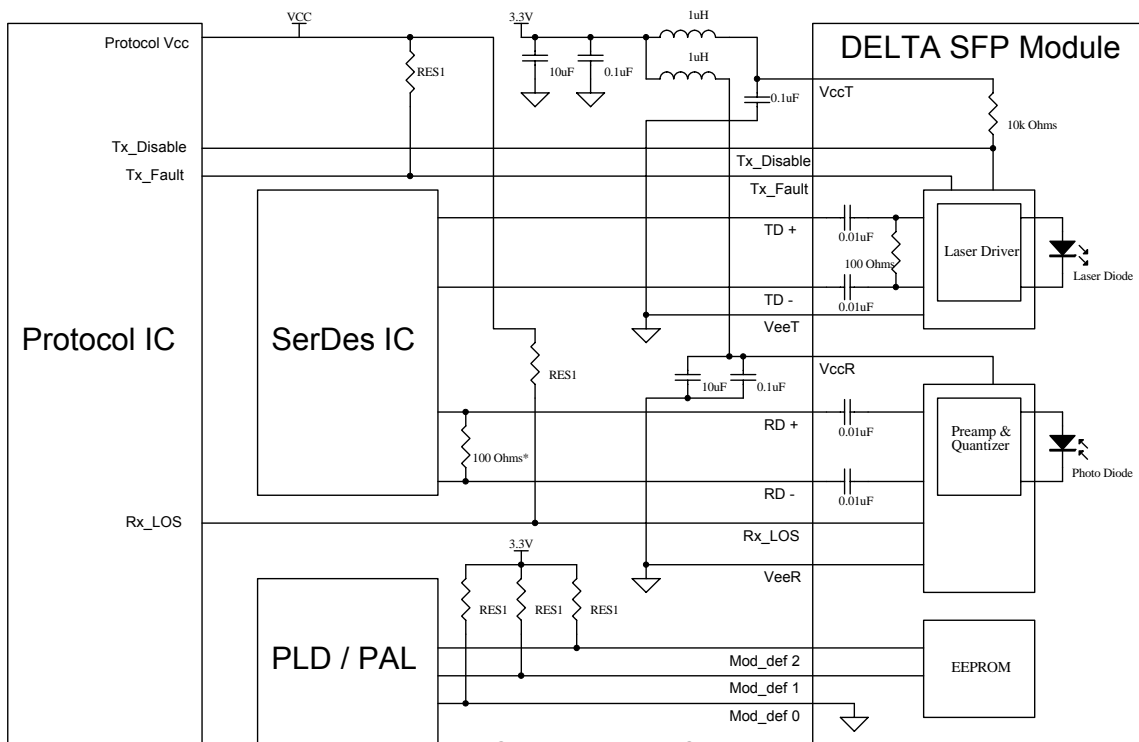 VCC
3.3V
1uH
Protocol Vcc
DELTA SFP Module
1uH
RES1
10uF
0.1uF
VccT
0.1uF
10k Ohms
Tx_Disable
Tx_Disable
Tx_Fault
Tx_Fault
TD +
0.01uF
Laser Driver
100 Ohms
Laser Diode
TD -
0.01uF
VeeT
Protocol IC
SerDes IC
RES1
VccR
10uF
0.1uF
RD +
0.01uF
Preamp &
Quantizer
100 Ohms*
Photo Diode
RD -
0.01uF
Rx_LOS
Rx_LOS
3.3V
VeeR
RES1
RES1
RES1
PLD / PAL
EEPROM
Mod_def 2
Mod_def 1
Mod_def 0